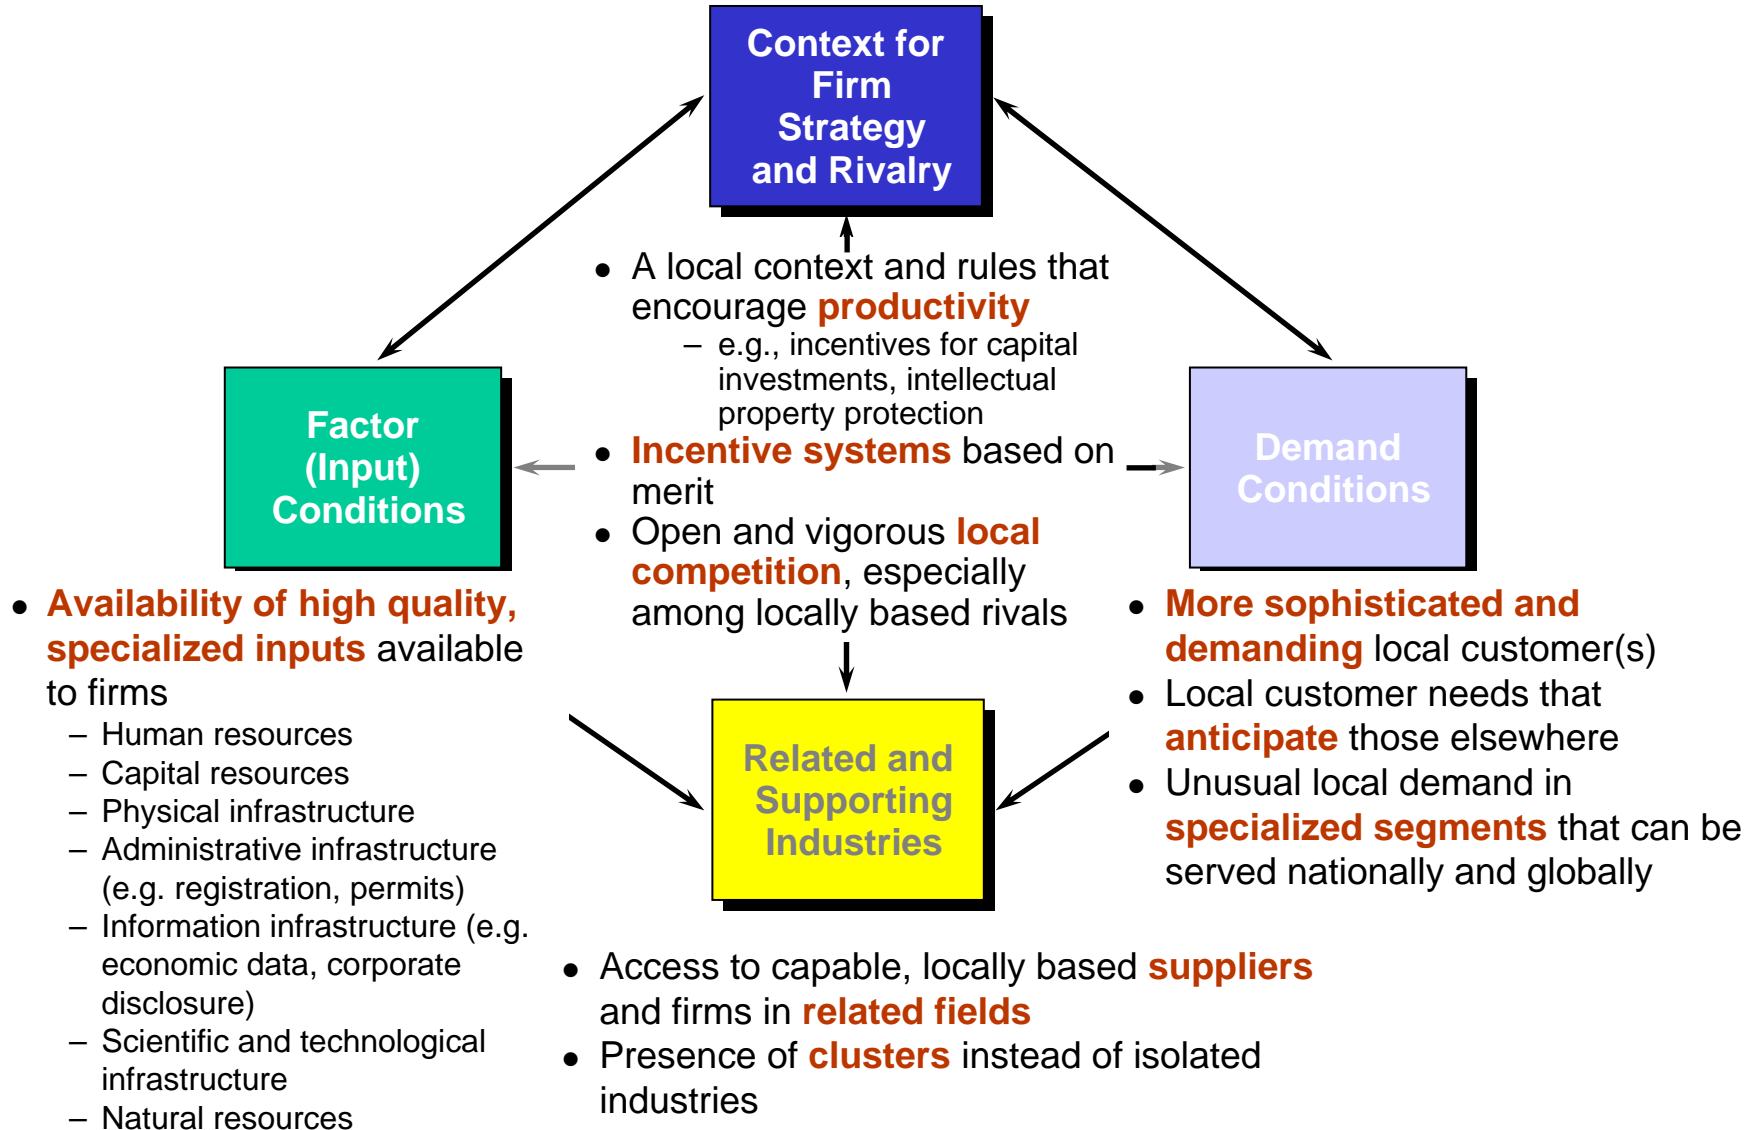 Context for
Firm
Strategy
and Rivalry
● A local context and rules that
encourage productivity
– e.g., incentives for capital
investments, intellectual
property protection
● Incentive systems based on
merit
● Open and vigorous local
competition, especially
among locally based rivals
Factor
(Input)
Conditions
Demand
Conditions
● Availability of high quality,
specialized inputs available
to firms
– Human resources
– Capital resources
– Physical infrastructure
– Administrative infrastructure
(e.g. registration, permits)
– Information infrastructure (e.g.
economic data, corporate
disclosure)
– Scientific and technological
infrastructure
– Natural resources
● More sophisticated and
demanding local customer(s)
● Local customer needs that
anticipate those elsewhere
● Unusual local demand in
specialized segments that can be
served nationally and globally
Related and
Supporting
Industries
● Access to capable, locally based suppliers
and firms in related fields
● Presence of clusters instead of isolated
industries